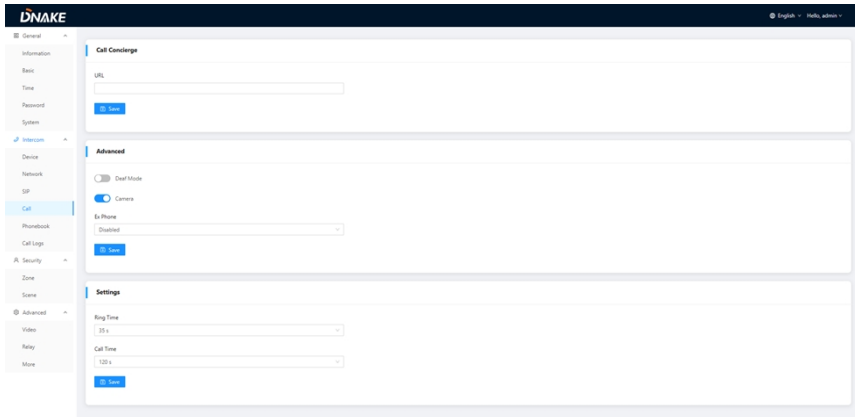 DNAKE
English
Hello, admin
General
Information
Basic
Time
Password
System
Intercom
Device
Network
SIP
Call
Phonebook
Call Logs
Security
Zone
Scene
Advanced
Video
Relay
More
Call Concierge
URL
Save
Advanced
Deaf Mode
Camera
Ex Phone
Disabled
Save
Settings
Ring Time
35 s
Call Time
120 s
Save